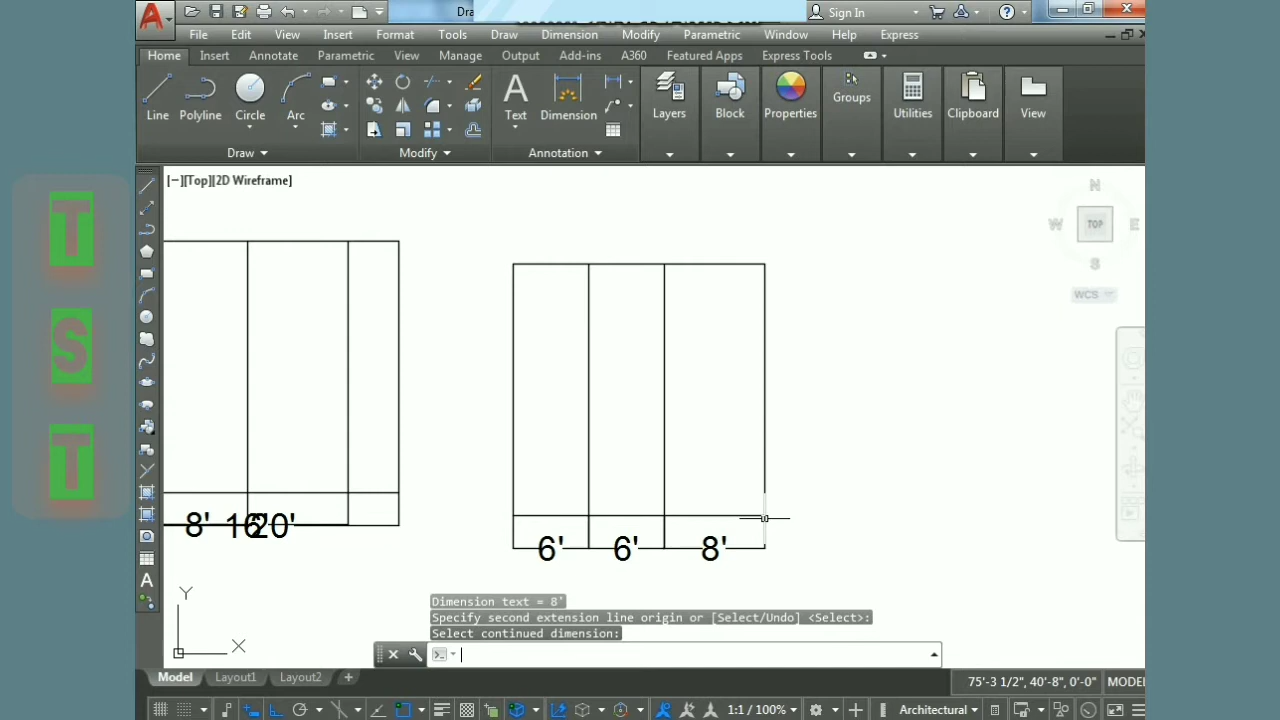 Dra
Sign In
File Edit View Insert Format Tools Draw Dimension Modify Parametric Window Help Express
Home Insert Annotate Parametric View Manage Output Add-ins A360 Featured Apps Express Tools
Line Polyline Circle Arc
Text Dimension
Layers Block Properties Groups Utilities Clipboard View
Draw Modify Annotation
[−][Top][2D Wireframe]
N
W TOP E
S
WCS
T
S
T
8' 16' 20'
6' 6' 8'
Y
X
Dimension text = 8'
Specify second extension line origin or [Select/Undo] <Select>:
Select continued dimension:
Model Layout1 Layout2 +
75'-3 1/2", 40'-8", 0'-0" MODEL
1:1 / 100% Architectural